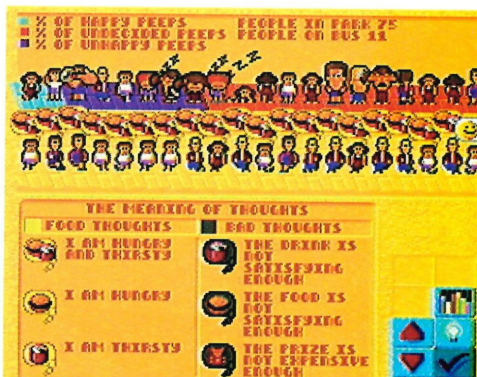 % OF HAPPY PEEPS PEOPLE IN PARK 75
% OF UNDECIDED PEEPS PEOPLE ON BUS 11
% OF UNHAPPY PEEPS
ZZ ZZZ
THE MEANING OF THOUGHTS
FOOD THOUGHTS BAD THOUGHTS
I AM HUNGRY
AND THIRSTY
THE DRINK IS
NOT
SATISFYING
ENOUGH
I AM HUNGRY
THE FOOD IS
NOT
SATISFYING
ENOUGH
I AM THIRSTY
THE PRIZE IS
NOT EXPENSIVE
ENOUGH